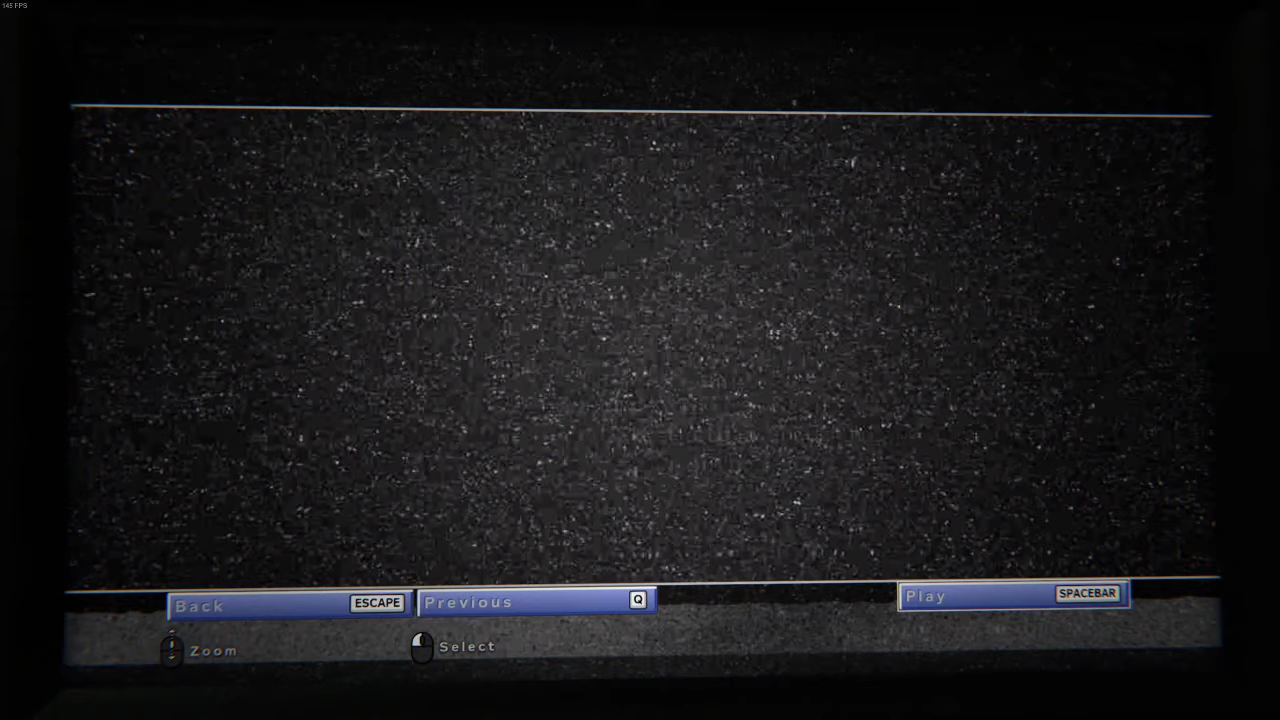 145 FPS
Back ESCAPE
Previous Q
Play SPACEBAR
Zoom
Select